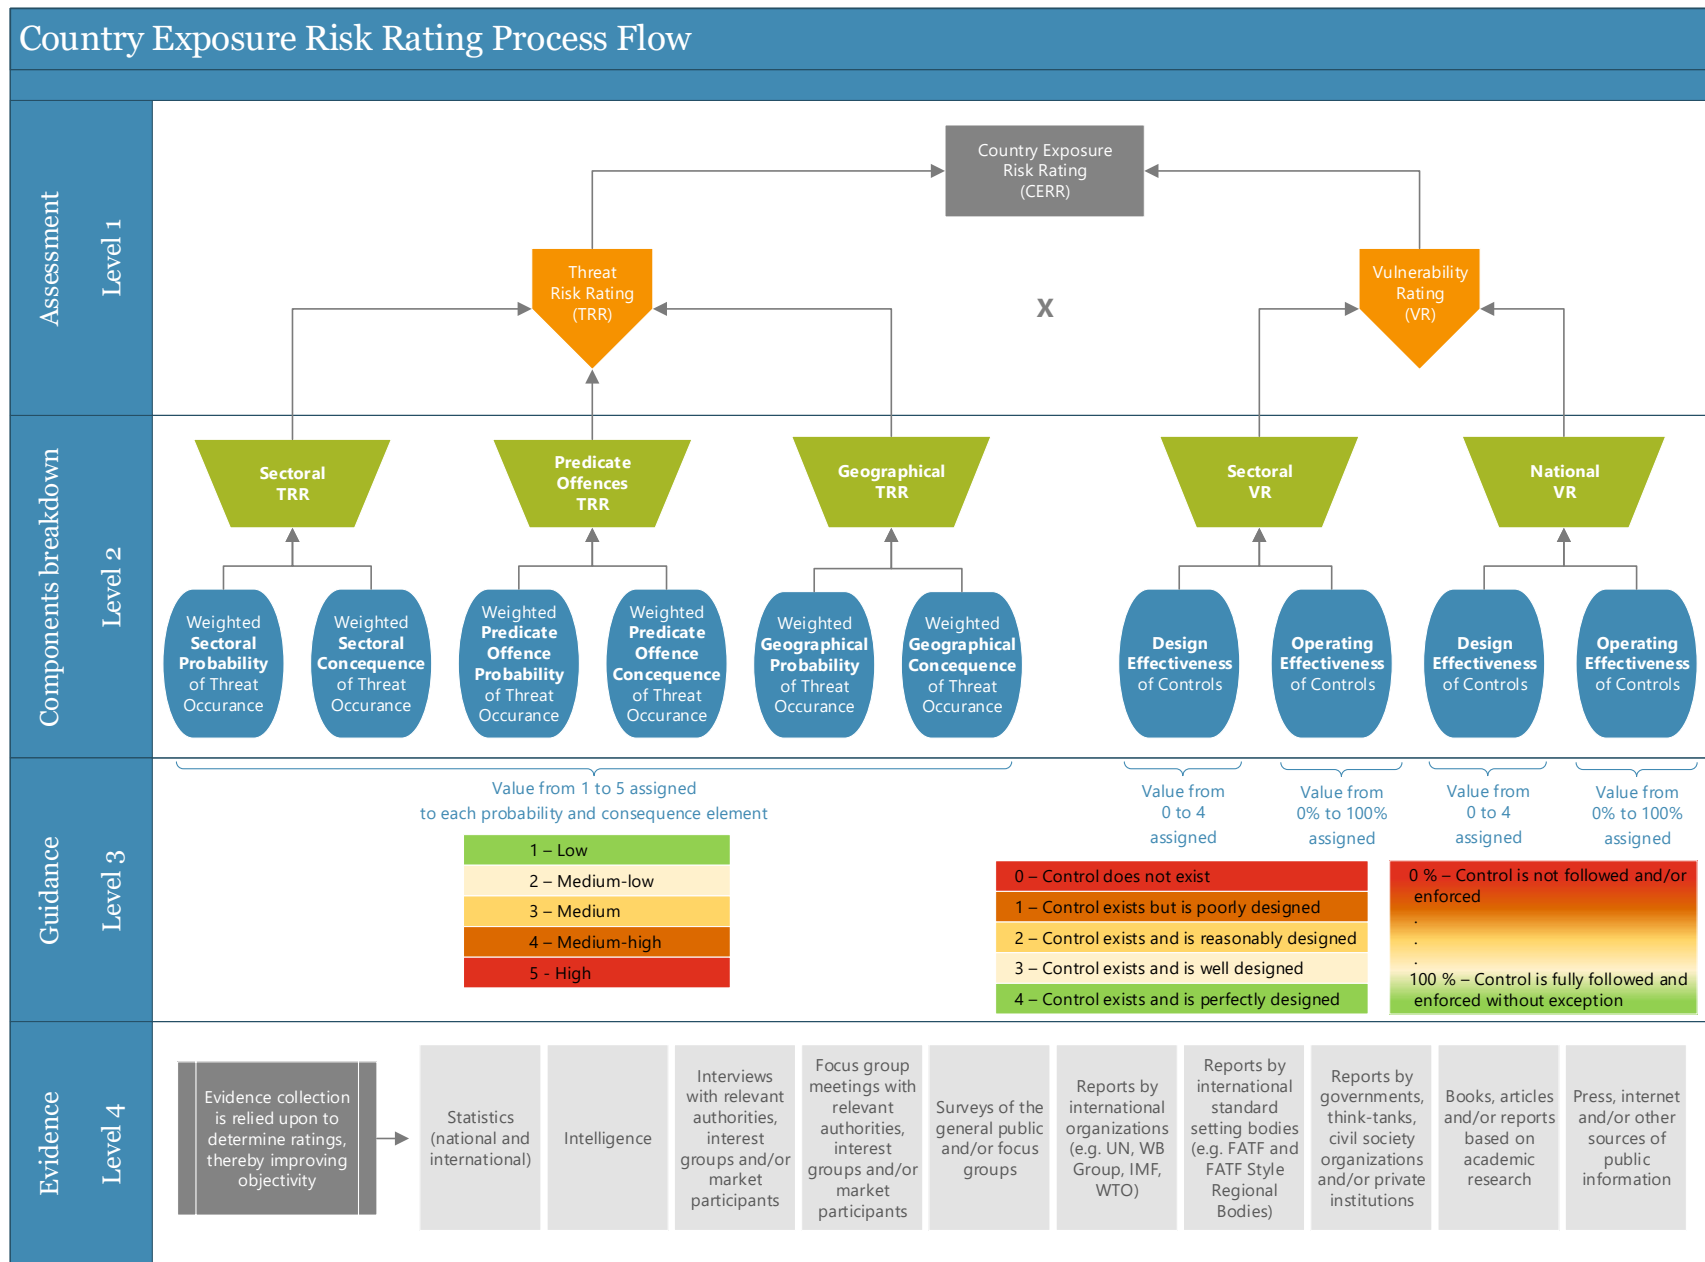 Country Exposure Risk Rating Process Flow
Assessment
Level 1
Country Exposure
Risk Rating
(CERR)
Threat
Risk Rating
(TRR)
X
Vulnerability
Rating
(VR)
Components breakdown
Level 2
Sectoral
TRR
Predicate
Offences
TRR
Geographical
TRR
Sectoral
VR
National
VR
Weighted
Sectoral
Probability
of Threat
Occurance
Weighted
Sectoral
Concequence
of Threat
Occurance
Weighted
Predicate
Offence
Probability
of Threat
Occurance
Weighted
Predicate
Offence
Concequence
of Threat
Occurance
Weighted
Geographical
Probability
of Threat
Occurance
Weighted
Geographical
Concequence
of Threat
Occurance
Design
Effectiveness
of Controls
Operating
Effectiveness
of Controls
Design
Effectiveness
of Controls
Operating
Effectiveness
of Controls
Guidance
Level 3
Value from 1 to 5 assigned
to each probability and consequence element
1 – Low
2 – Medium-low
3 – Medium
4 – Medium-high
5 - High
Value from
0 to 4
assigned
Value from
0% to 100%
assigned
Value from
0 to 4
assigned
Value from
0% to 100%
assigned
0 – Control does not exist
1 – Control exists but is poorly designed
2 – Control exists and is reasonably designed
3 – Control exists and is well designed
4 – Control exists and is perfectly designed
0 % – Control is not followed and/or
enforced
.
.
.
100 % – Control is fully followed and
enforced without exception
Evidence
Level 4
Evidence collection
is relied upon to
determine ratings,
thereby improving
objectivity
Statistics
(national and
international)
Intelligence
Interviews
with relevant
authorities,
interest
groups and/or
market
participants
Focus group
meetings with
relevant
authorities,
interest
groups and/or
market
participants
Surveys of the
general public
and/or focus
groups
Reports by
international
organizations
(e.g. UN, WB
Group, IMF,
WTO)
Reports by
international
standard
setting bodies
(e.g. FATF and
FATF Style
Regional
Bodies)
Reports by
governments,
think-tanks,
civil society
organizations
and/or private
institutions
Books, articles
and/or reports
based on
academic
research
Press, internet
and/or other
sources of
public
information